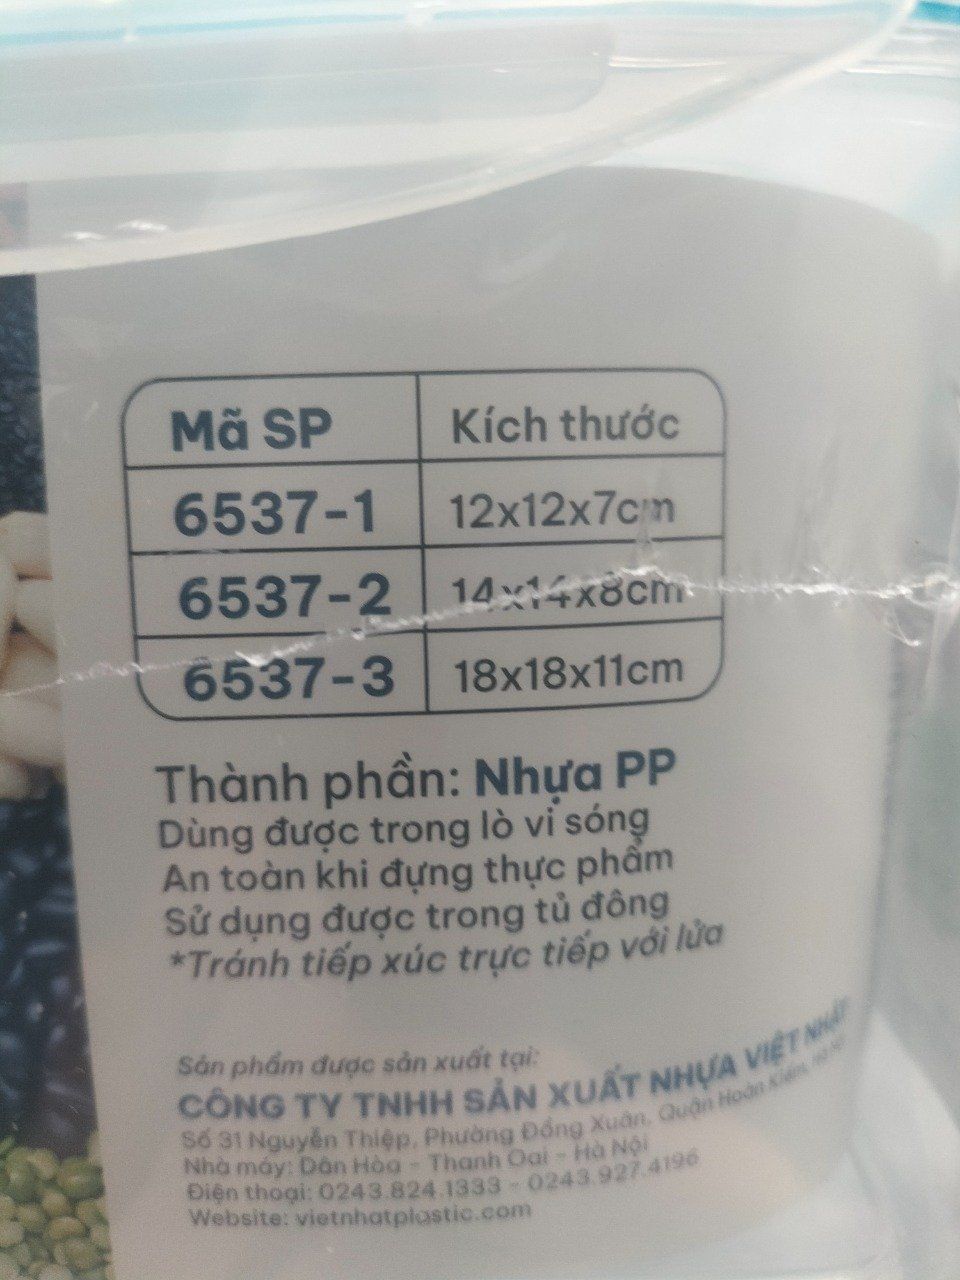 Mã SP Kích thước
6537-1 12x12x7cm
6537-2 14x14x8cm
6537-3 18x18x11cm
Thành phần: Nhựa PP
Dùng được trong lò vi sóng
An toàn khi đựng thực phẩm
Sử dụng được trong tủ đông
*Tránh tiếp xúc trực tiếp với lửa
Sản phẩm được sản xuất tại:
CÔNG TY TNHH SẢN XUẤT NHỰA VIỆT NHẬT
Số 31 Nguyễn Thiệp, Phường Đồng Xuân, Quận Hoàn Kiếm, Hà Nội
Nhà máy: Dân Hòa - Thanh Oai - Hà Nội
Điện thoại: 0243.824.1333 - 0243.927.4196
Website: vietnhatplastic.com